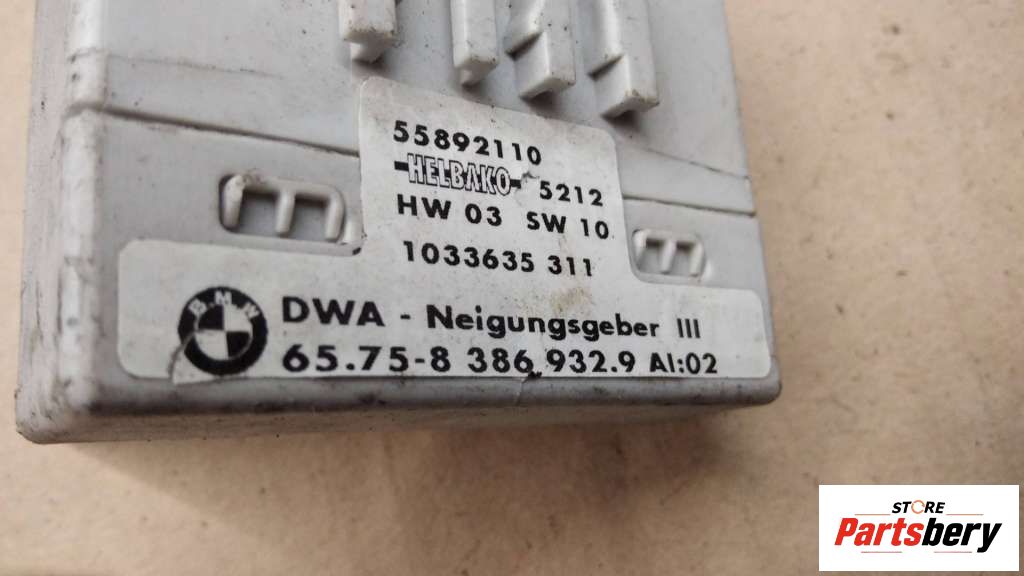 55892110
HELBAKO 5212
HW 03 SW 10
1033635 311
BMW
DWA - Neigungsgeber III
65.75-8 386 932.9 AI:02
STORE
Partsbery